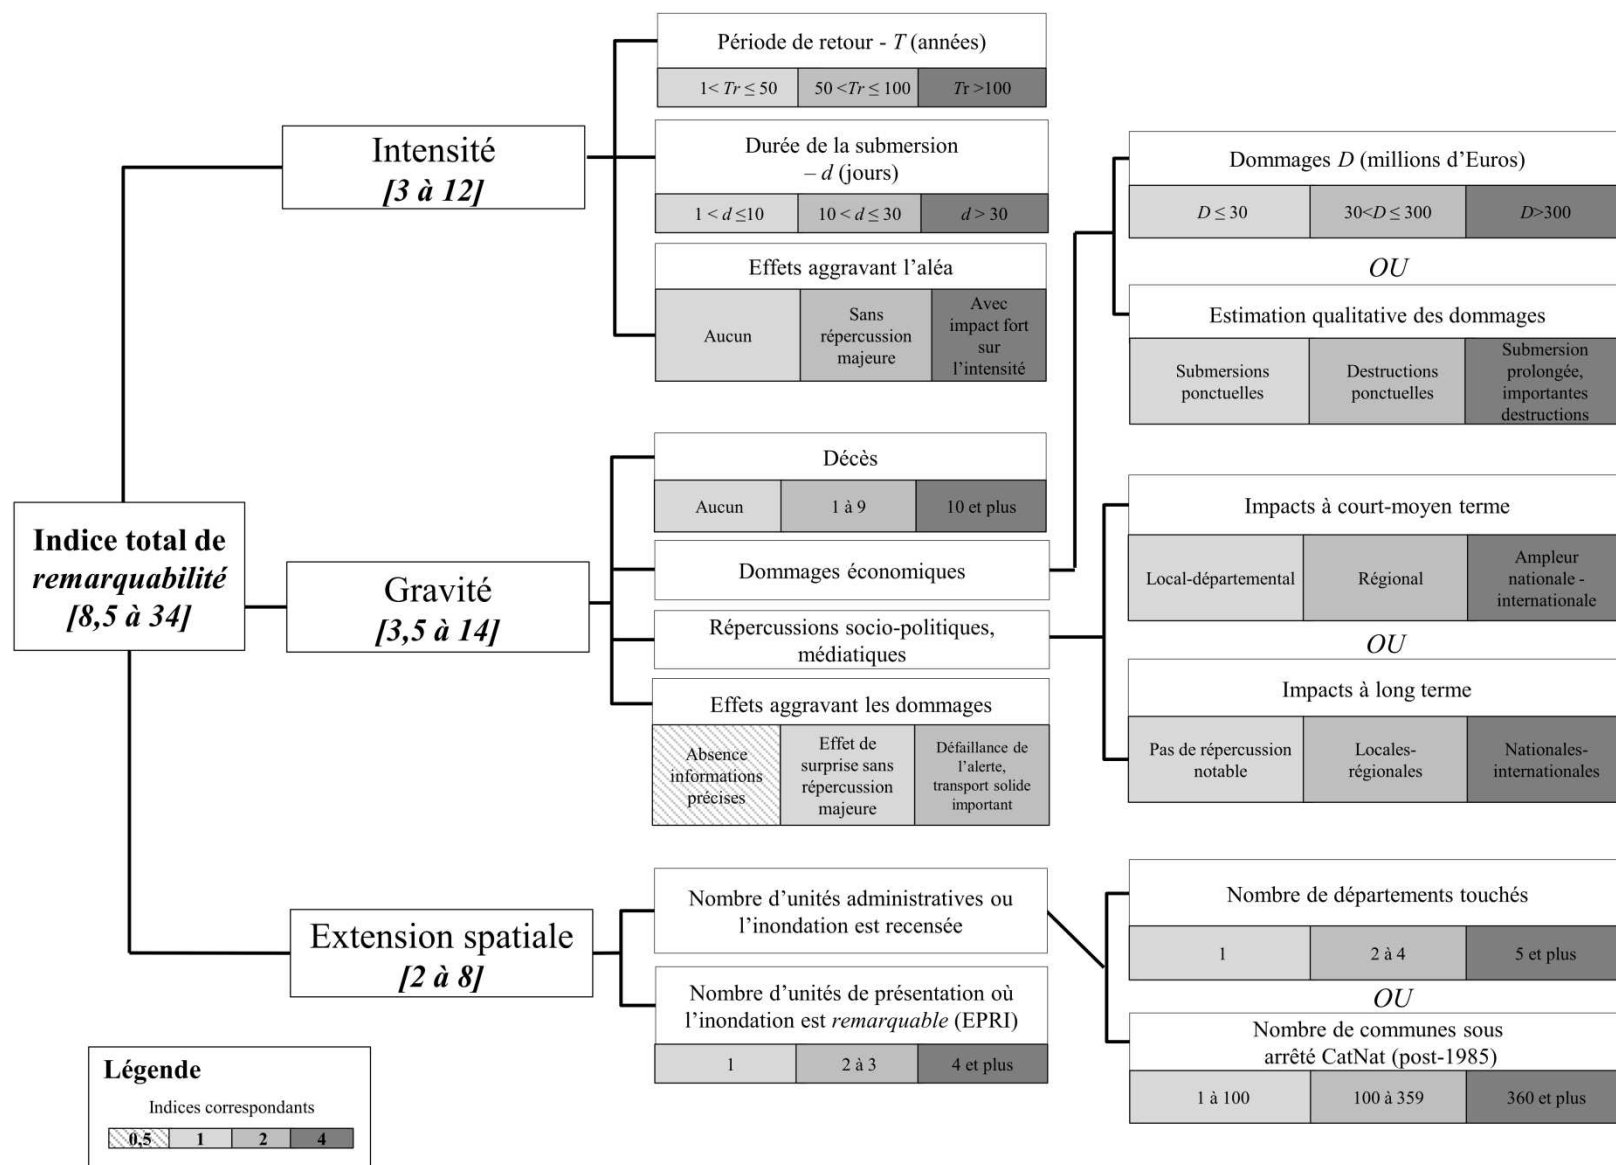 Période de retour - T (années)
1< Tr ≤ 50
50 <Tr ≤ 100
Tr >100
Intensité
[3 à 12]
Durée de la submersion
– d (jours)
1 < d ≤10
10 < d ≤ 30
d > 30
Effets aggravant l'aléa
Aucun
Sans
répercussion
majeure
Avec
impact fort
sur
l'intensité
Dommages D (millions d'Euros)
D ≤ 30
30<D ≤ 300
D>300
OU
Estimation qualitative des dommages
Submersions
ponctuelles
Destructions
ponctuelles
Submersion
prolongée,
importantes
destructions
Indice total de
remarquabilité
[8,5 à 34]
Gravité
[3,5 à 14]
Décès
Aucun
1 à 9
10 et plus
Dommages économiques
Répercussions socio-politiques,
médiatiques
Effets aggravant les dommages
Absence
informations
précises
Effet de
surprise sans
répercussion
majeure
Défaillance de
l'alerte,
transport solide
important
Impacts à court-moyen terme
Local-départemental
Régional
Ampleur
nationale -
internationale
OU
Impacts à long terme
Pas de répercussion
notable
Locales-
régionales
Nationales-
internationales
Extension spatiale
[2 à 8]
Nombre d'unités administratives ou
l'inondation est recensée
Nombre d'unités de présentation où
l'inondation est remarquable (EPRI)
1
2 à 3
4 et plus
Nombre de départements touchés
1
2 à 4
5 et plus
OU
Nombre de communes sous
arrêté CatNat (post-1985)
1 à 100
100 à 359
360 et plus
Légende
Indices correspondants
0,5
1
2
4